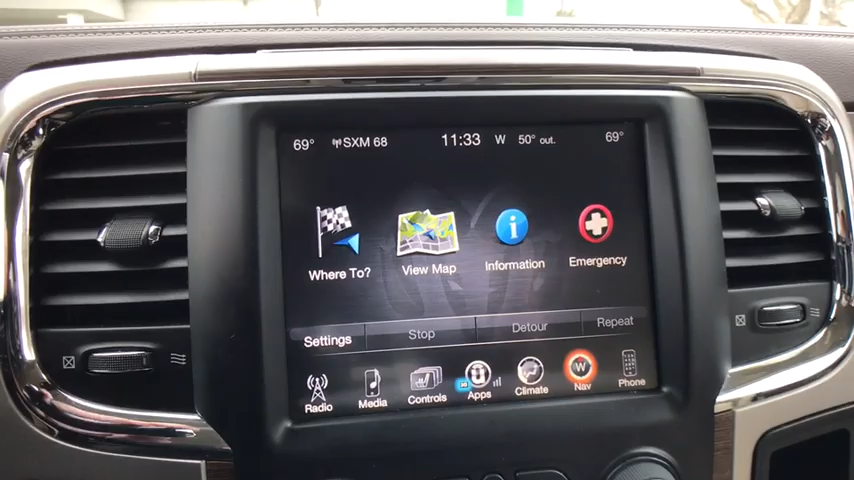 69° SXM 68 11:33 W 50° out. 69°
Where To? View Map Information Emergency
Settings Stop Detour Repeat
Radio Media Controls Apps Climate Nav Phone